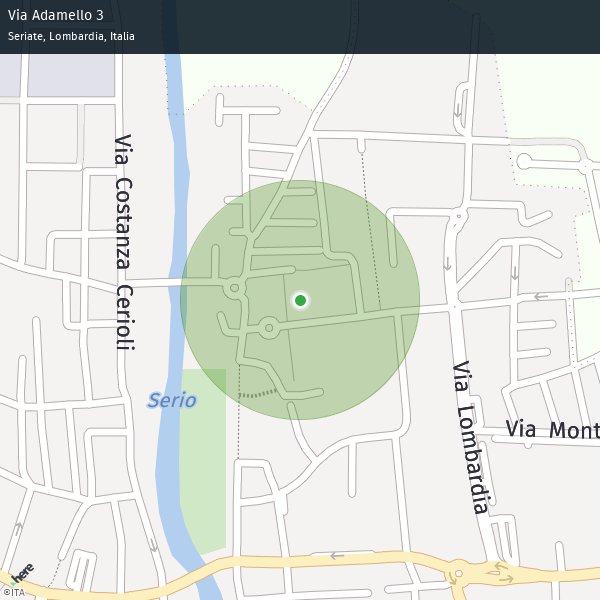 Via Adamello 3
Seriate, Lombardia, Italia
Via Costanza Cerioli
Serio
Via Lombardia
Via Mont
here
©ITA